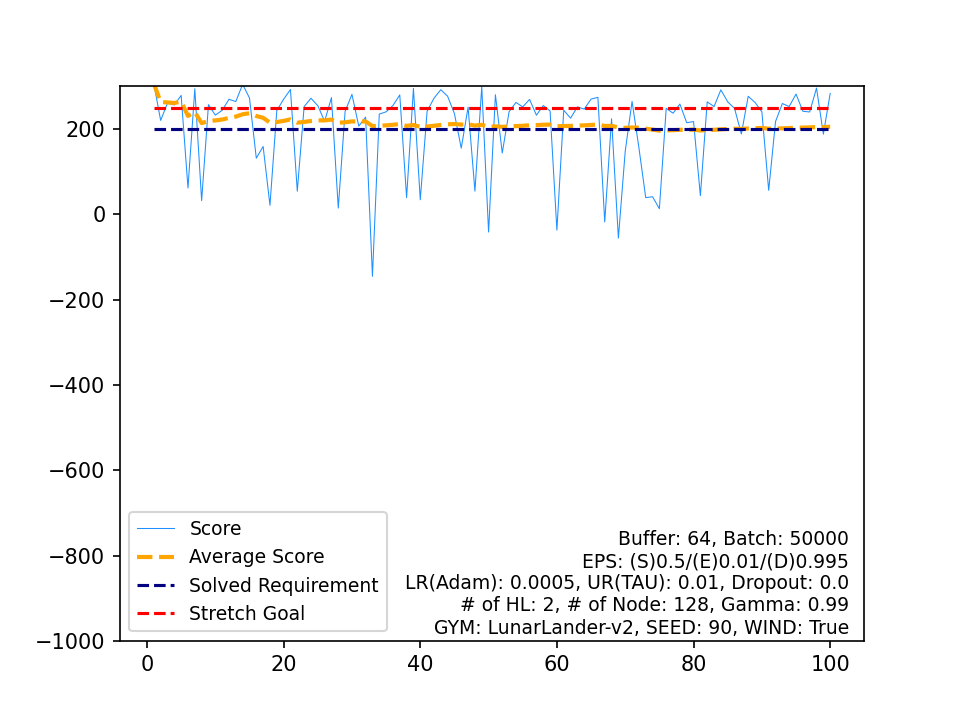 200
0
−200
−400
−600
−800
−1000
0
20
40
60
80
100
Score
Average Score
Solved Requirement
Stretch Goal
Buffer: 64, Batch: 50000
EPS: (S)0.5/(E)0.01/(D)0.995
LR(Adam): 0.0005, UR(TAU): 0.01, Dropout: 0.0
# of HL: 2, # of Node: 128, Gamma: 0.99
GYM: LunarLander-v2, SEED: 90, WIND: True